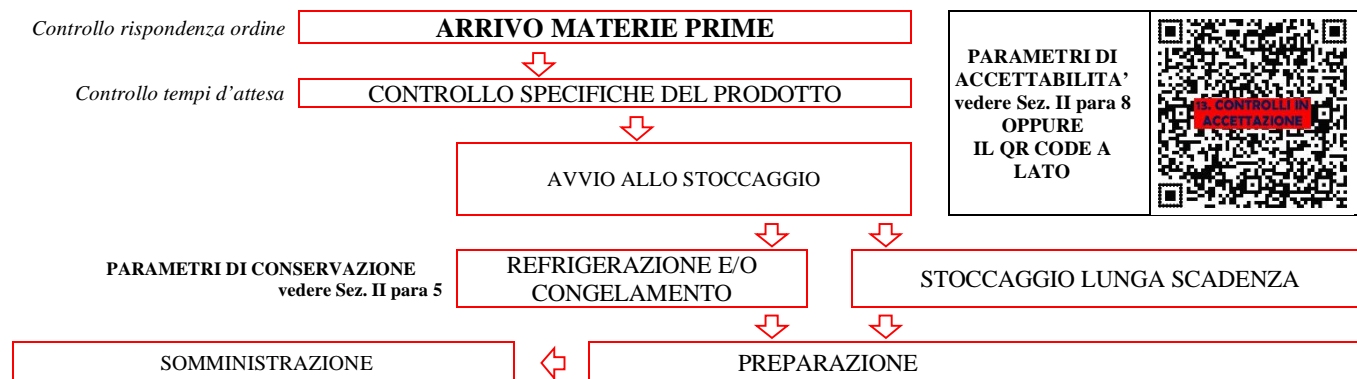 Controllo rispondenza ordine
ARRIVO MATERIE PRIME
PARAMETRI DI
ACCETTABILITA’
vedere Sez. II para 8
OPPURE
IL QR CODE A
LATO
13. CONTROLLI IN
ACCETTAZIONE
Controllo tempi d’attesa
CONTROLLO SPECIFICHE DEL PRODOTTO
AVVIO ALLO STOCCAGGIO
PARAMETRI DI CONSERVAZIONE
vedere Sez. II para 5
REFRIGERAZIONE E/O
CONGELAMENTO
STOCCAGGIO LUNGA SCADENZA
SOMMINISTRAZIONE
PREPARAZIONE